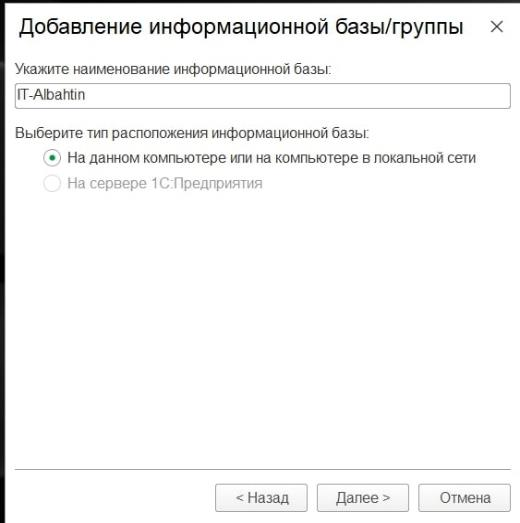 Добавление информационной базы/группы
Укажите наименование информационной базы:
IT-Albahtin
Выберите тип расположения информационной базы:
На данном компьютере или на компьютере в локальной сети
На сервере 1С:Предприятия
< Назад Далее > Отмена